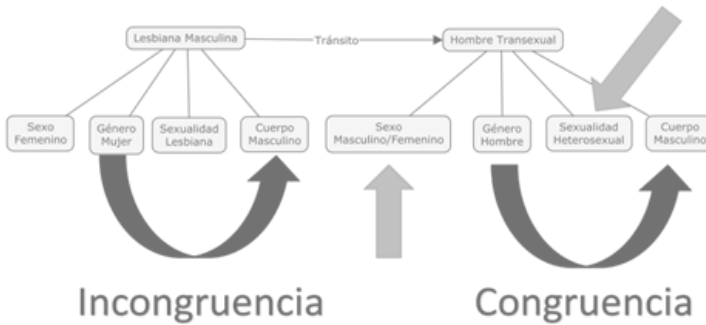 Lesbiana Masculina
Tránsito
Hombre Transexual
Sexo
Femenino
Género
Mujer
Sexualidad
Lesbiana
Cuerpo
Masculino
Sexo
Masculino/Femenino
Género
Hombre
Sexualidad
Heterosexual
Cuerpo
Masculino
Incongruencia
Congruencia